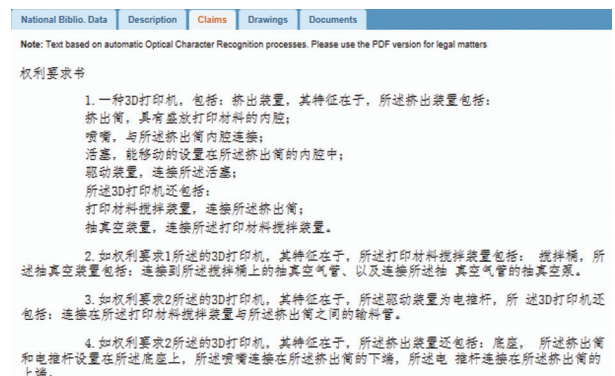 National Biblio. Data Description Claims Drawings Documents
Note: Text based on automatic Optical Character Recognition processes. Please use the PDF version for legal matters
权利要求书
1. 一种3D打印机，包括：挤出装置，其特征在于，所述挤出装置包括：
挤出筒，具有盛放打印材料的内腔；
喷嘴，与所述挤出筒内腔连接；
活塞，能移动的设置在所述挤出筒的内腔中；
驱动装置，连接所述活塞；
所述3D打印机还包括：
打印材料搅拌装置，连接所述挤出筒；
抽真空装置，连接所述打印材料搅拌装置。
2. 如权利要求1所述的3D打印机，其特征在于，所述打印材料搅拌装置包括： 搅拌桶，所
述抽真空装置包括：连接到所述搅拌桶上的抽真空气管、以及连接所述抽 真空气管的抽真空泵。
3. 如权利要求2所述的3D打印机，其特征在于，所述驱动装置为电推杆，所 述3D打印机还
包括：连接在所述打印材料搅拌装置与所述挤出筒之间的输料管。
4. 如权利要求2所述的3D打印机，其特征在于，所述挤出装置还包括：底座， 所述挤出筒
和电推杆设置在所述底座上，所述喷嘴连接在所述挤出筒的下端，所述电 推杆连接在所述挤出筒的
上端。